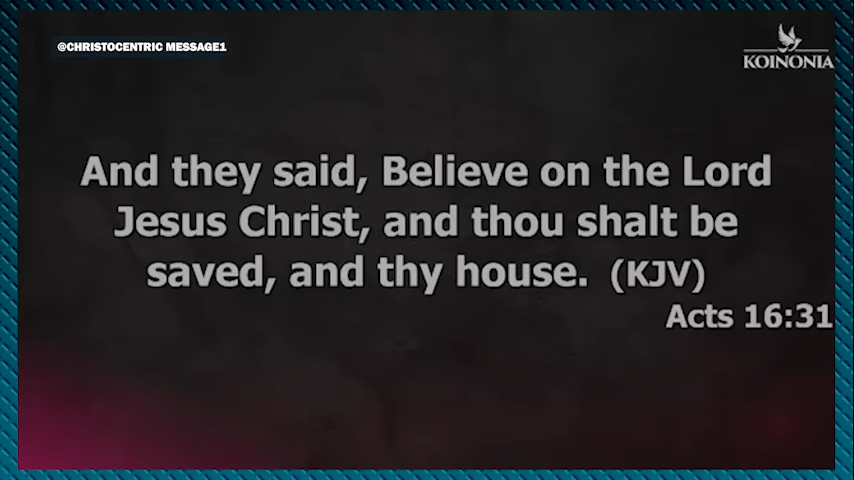 @CHRISTOCENTRIC MESSAGE1
KOINONIA
And they said, Believe on the Lord
Jesus Christ, and thou shalt be
saved, and thy house. (KJV)
Acts 16:31